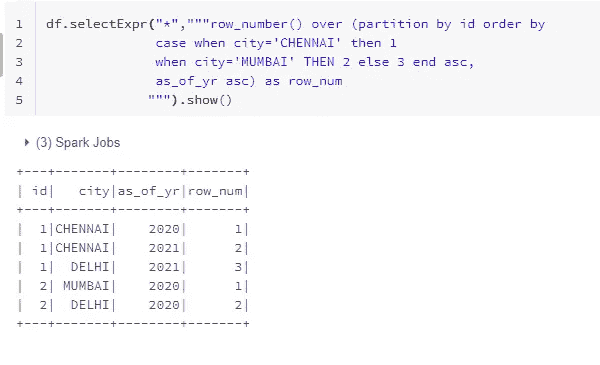 1 df.selectExpr("*","""row_number() over (partition by id order by
2 case when city='CHENNAI' then 1
3 when city='MUMBAI' THEN 2 else 3 end asc,
4 as_of_yr asc) as row_num
5 """).show()
(3) Spark Jobs
+---+-------+--------+-------+
| id|   city|as_of_yr|row_num|
+---+-------+--------+-------+
|  1|CHENNAI|    2020|      1|
|  1|CHENNAI|    2021|      2|
|  1|  DELHI|    2021|      3|
|  2| MUMBAI|    2020|      1|
|  2|  DELHI|    2020|      2|
+---+-------+--------+-------+